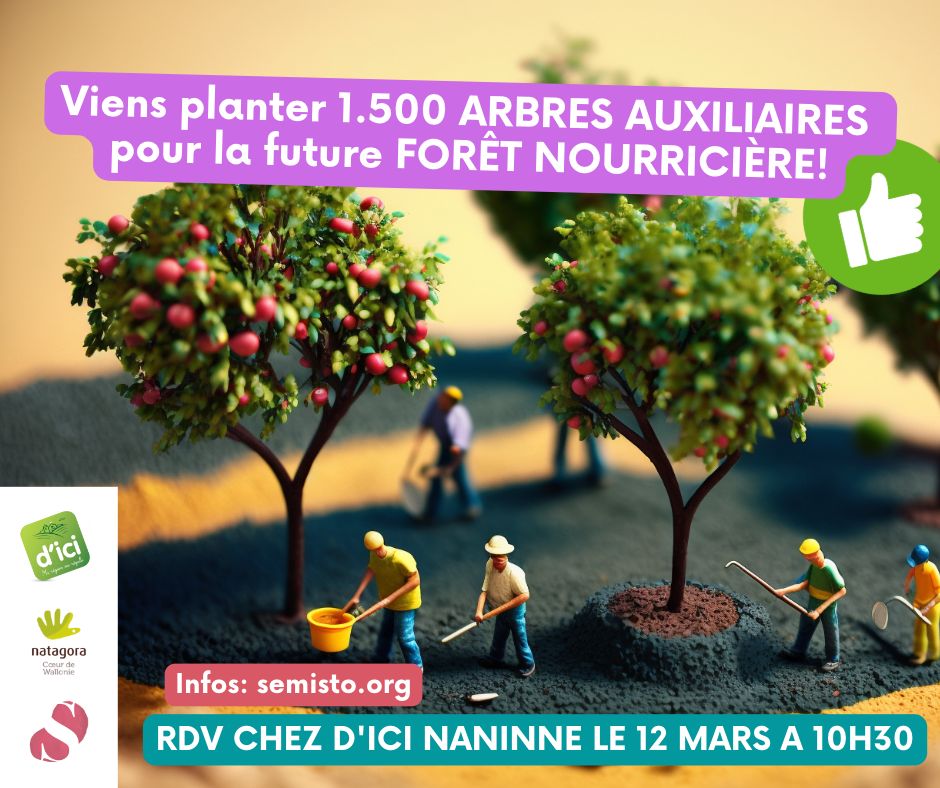 Viens planter 1.500 ARBRES AUXILIAIRES
pour la future FORÊT NOURRICIÈRE!
d'ici
natagora
Cœur de
Wallonie
Infos: semisto.org
RDV CHEZ D'ICI NANINNE LE 12 MARS A 10H30